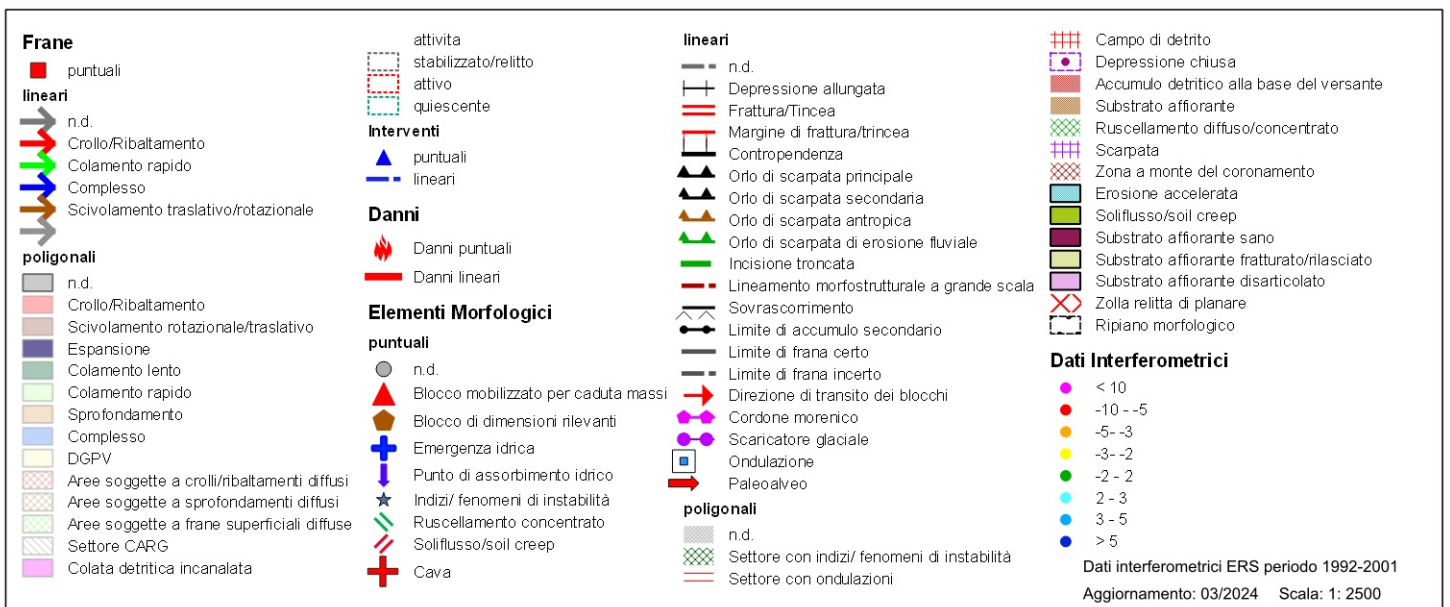 Frane
puntuali
lineari
n.d.
Crollo/Ribaltamento
Colamento rapido
Complesso
Scivolamento traslativo/rotazionale
poligonali
n.d.
Crollo/Ribaltamento
Scivolamento rotazionale/traslativo
Espansione
Colamento lento
Colamento rapido
Sprofondamento
Complesso
DGPV
Aree soggette a crolli/ribaltamenti diffusi
Aree soggette a sprofondamenti diffusi
Aree soggette a frane superficiali diffuse
Settore CARG
Colata detritica incanalata
attivita
stabilizzato/relitto
attivo
quiescente
Interventi
puntuali
lineari
Danni
Danni puntuali
Danni lineari
Elementi Morfologici
puntuali
n.d.
Blocco mobilizzato per caduta massi
Blocco di dimensioni rilevanti
Emergenza idrica
Punto di assorbimento idrico
Indizi/ fenomeni di instabilità
Ruscellamento concentrato
Soliflusso/soil creep
Cava
lineari
n.d.
Depressione allungata
Frattura/Tincea
Margine di frattura/trincea
Contropendenza
Orlo di scarpata principale
Orlo di scarpata secondaria
Orlo di scarpata antropica
Orlo di scarpata di erosione fluviale
Incisione troncata
Lineamento morfostrutturale a grande scala
Sovrascorrimento
Limite di accumulo secondario
Limite di frana certo
Limite di frana incerto
Direzione di transito dei blocchi
Cordone morenico
Scaricatore glaciale
Ondulazione
Paleoalveo
poligonali
n.d.
Settore con indizi/ fenomeni di instabilità
Settore con ondulazioni
Campo di detrito
Depressione chiusa
Accumulo detritico alla base del versante
Substrato affiorante
Ruscellamento diffuso/concentrato
Scarpata
Zona a monte del coronamento
Erosione accelerata
Soliflusso/soil creep
Substrato affiorante sano
Substrato affiorante fratturato/rilasciato
Substrato affiorante disarticolato
Zolla relitta di planare
Ripiano morfologico
Dati Interferometrici
< 10
-10 - -5
-5- -3
-3- -2
-2 - 2
2 - 3
3 - 5
> 5
Dati interferometrici ERS periodo 1992-2001
Aggiornamento: 03/2024 Scala: 1: 2500